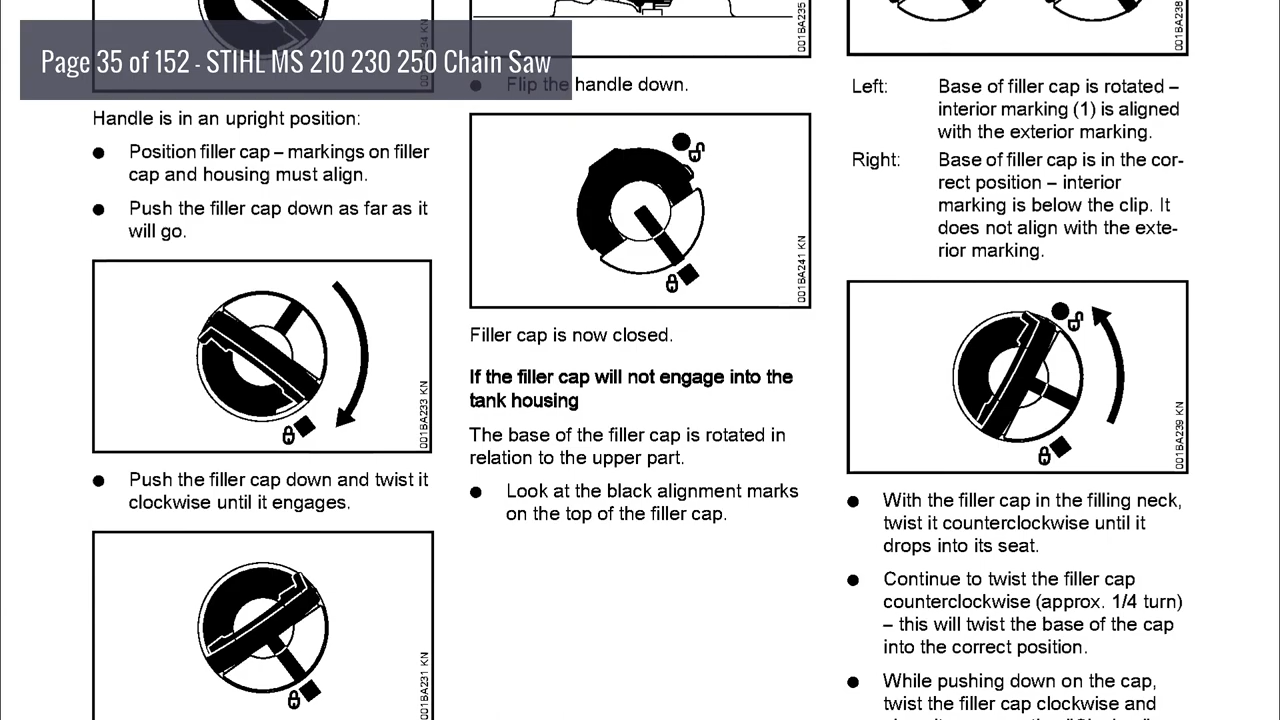 Page 35 of 152 - STIHL MS 210 230 250 Chain Saw
Handle is in an upright position:
● Position filler cap – markings on filler
cap and housing must align.
● Push the filler cap down as far as it
will go.
001BA233 KN
● Push the filler cap down and twist it
clockwise until it engages.
001BA231 KN
001BA235
● Flip the handle down.
001BA241 KN
Filler cap is now closed.
If the filler cap will not engage into the
tank housing
The base of the filler cap is rotated in
relation to the upper part.
● Look at the black alignment marks
on the top of the filler cap.
001BA238
Left: Base of filler cap is rotated –
interior marking (1) is aligned
with the exterior marking.
Right: Base of filler cap is in the cor-
rect position – interior
marking is below the clip. It
does not align with the exte-
rior marking.
001BA239 KN
● With the filler cap in the filling neck,
twist it counterclockwise until it
drops into its seat.
● Continue to twist the filler cap
counterclockwise (approx. 1/4 turn)
– this will twist the base of the cap
into the correct position.
● While pushing down on the cap,
twist the filler cap clockwise and